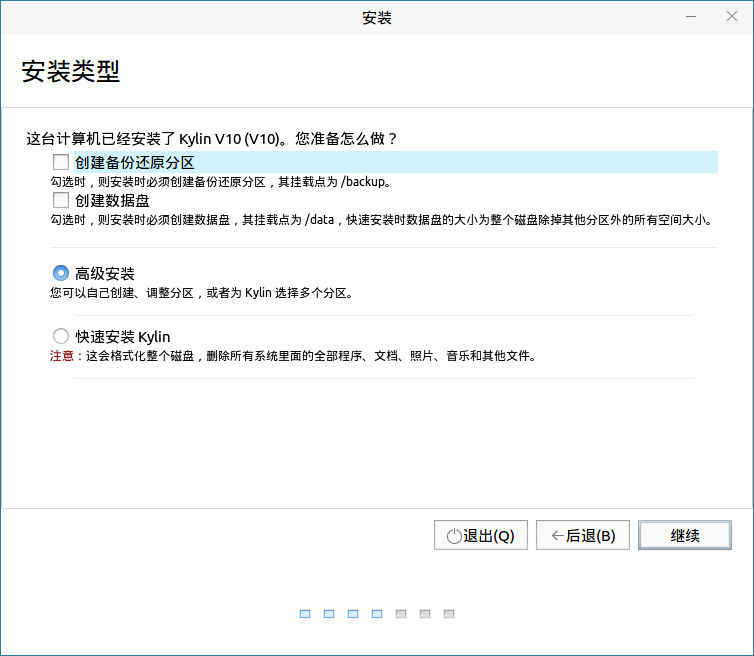 安装
安装类型
这台计算机已经安装了 Kylin V10 (V10)。您准备怎么做？
创建备份还原分区
勾选时，则安装时必须创建备份还原分区，其挂载点为 /backup。
创建数据盘
勾选时，则安装时必须创建数据盘，其挂载点为 /data，快速安装时数据盘的大小为整个磁盘除掉其他分区外的所有空间大小。
高级安装
您可以自己创建、调整分区，或者为 Kylin 选择多个分区。
快速安装 Kylin
注意：这会格式化整个磁盘，删除所有系统里面的全部程序、文档、照片、音乐和其他文件。
退出(Q) 后退(B) 继续